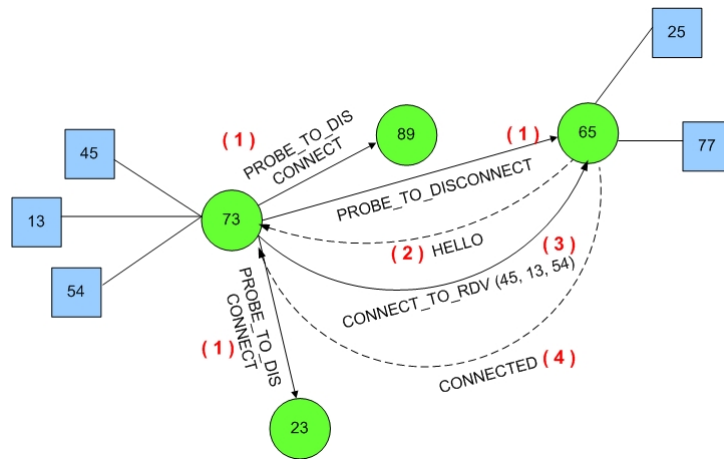 25
( 1 )
PROBE_TO_DIS
CONNECT
89
( 1 )
65
77
45
PROBE_TO_DISCONNECT
13
73
( 2 ) HELLO
( 3 )
54
CONNECT_TO_RDV (45, 13, 54)
PROBE_TO_DIS
CONNECT
( 1 )
CONNECTED ( 4 )
23